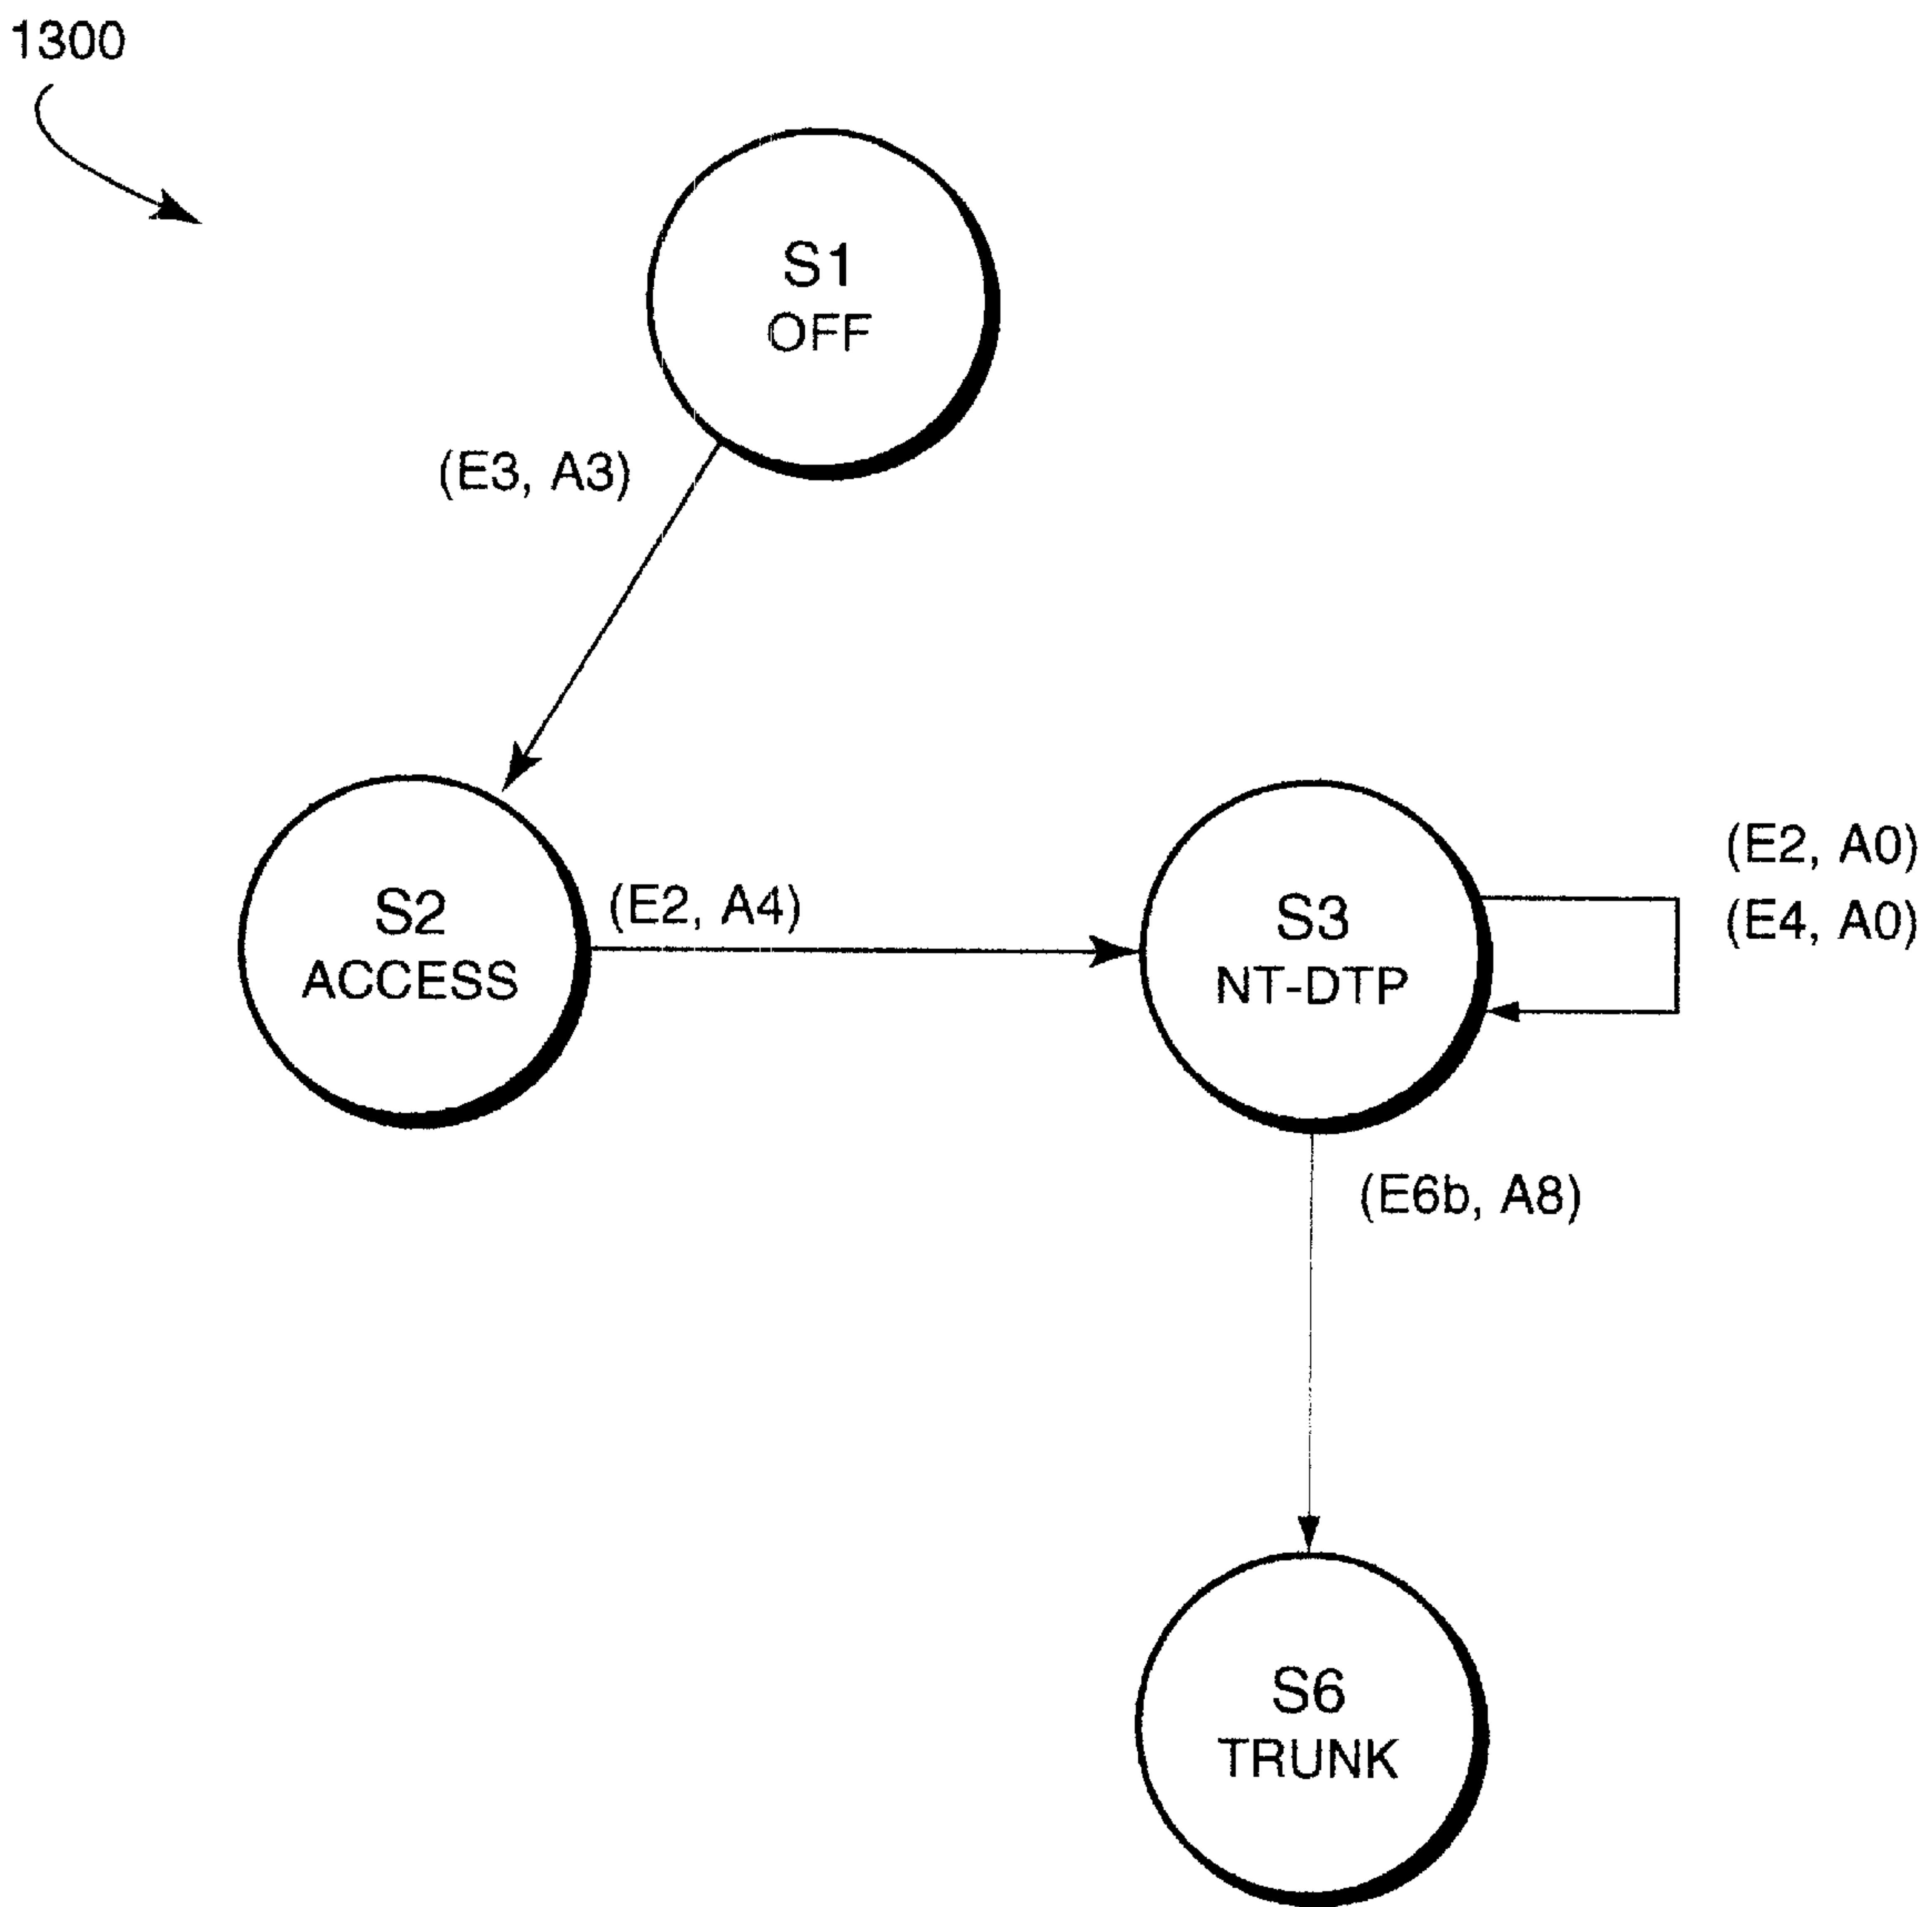 1300
S1
OFF
(E3, A3)
S2
ACCESS
(E2, A4)
S3
NT-DTP
(E2, A0)
(E4, A0)
(E6b, A8)
S6
TRUNK